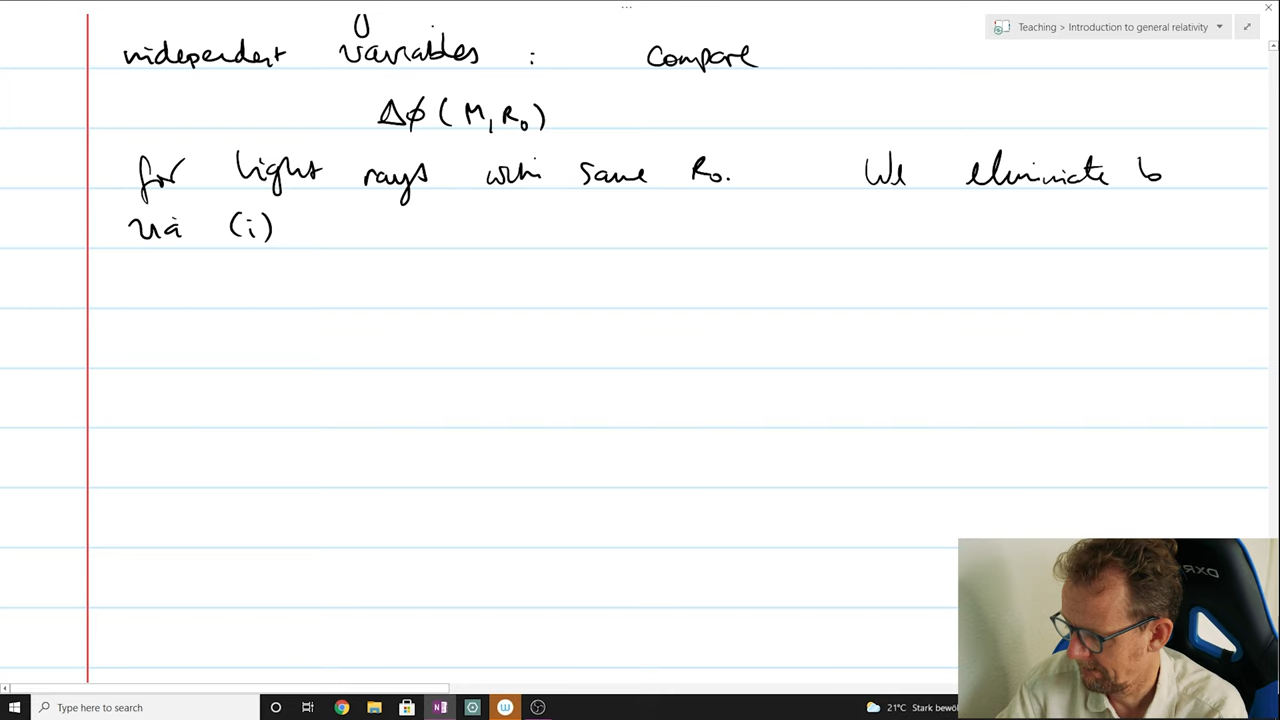 Teaching > Introduction to general relativity
independent variables : compare
Δϕ(M, R₀)
for light rays with same R₀. We eliminate b
via (i)
DXR
Type here to search
21°C Stark bewöl